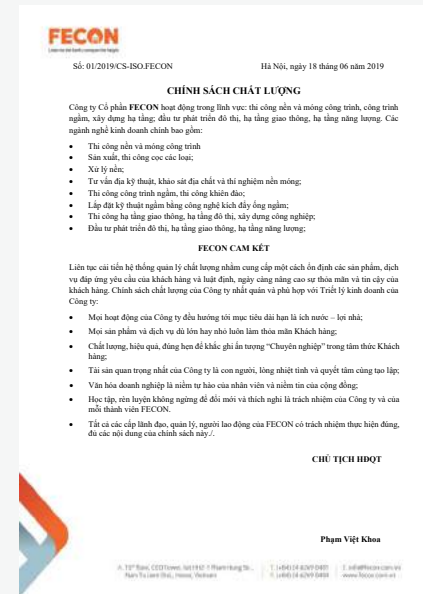 FECON
Số: 01/2019/CS-ISO.FECON
Hà Nội, ngày 18 tháng 06 năm 2019
CHÍNH SÁCH CHẤT LƯỢNG
Công ty Cổ phần FECON hoạt động trong lĩnh vực: thi công nền và móng công trình, công trình
ngầm, xây dựng hạ tầng; đầu tư phát triển đô thị, hạ tầng giao thông, hạ tầng năng lượng. Các
ngành nghề kinh doanh chính bao gồm:
• Thi công nền và móng công trình
• Sản xuất, thi công cọc các loại;
• Xử lý nền;
• Tư vấn địa kỹ thuật, khảo sát địa chất và thí nghiệm nền móng;
• Thi công công trình ngầm, thi công khiên đào;
• Lắp đặt kỹ thuật ngầm bằng công nghệ kích đẩy ống ngầm;
• Thi công hạ tầng giao thông, hạ tầng đô thị, xây dựng công nghiệp;
• Đầu tư phát triển đô thị, hạ tầng giao thông, hạ tầng năng lượng;
FECON CAM KẾT
Liên tục cải tiến hệ thống quản lý chất lượng nhằm cung cấp một cách ổn định các sản phẩm, dịch
vụ đáp ứng yêu cầu của khách hàng và luật định, ngày càng nâng cao sự thỏa mãn và tin cậy của
khách hàng. Chính sách chất lượng của Công ty nhất quán và phù hợp với Triết lý kinh doanh của
Công ty:
• Mọi hoạt động của Công ty đều hướng tới mục tiêu dài hạn là ích nước – lợi nhà;
• Mọi sản phẩm và dịch vụ dù lớn hay nhỏ luôn làm thỏa mãn Khách hàng;
• Chất lượng, hiệu quả, đúng hẹn để khắc ghi ấn tượng “Chuyên nghiệp” trong tâm thức Khách
hàng;
• Tài sản quan trọng nhất của Công ty là con người, lòng nhiệt tình và quyết tâm cùng tạo lập;
• Văn hóa doanh nghiệp là niềm tự hào của nhân viên và niềm tin của cộng đồng;
• Học tập, rèn luyện không ngừng để đổi mới và thích nghi là trách nhiệm của Công ty và của
mỗi thành viên FECON.
• Tất cả các cấp lãnh đạo, quản lý, người lao động của FECON có trách nhiệm thực hiện đúng,
đủ các nội dung của chính sách này./.
CHỦ TỊCH HĐQT
Phạm Việt Khoa